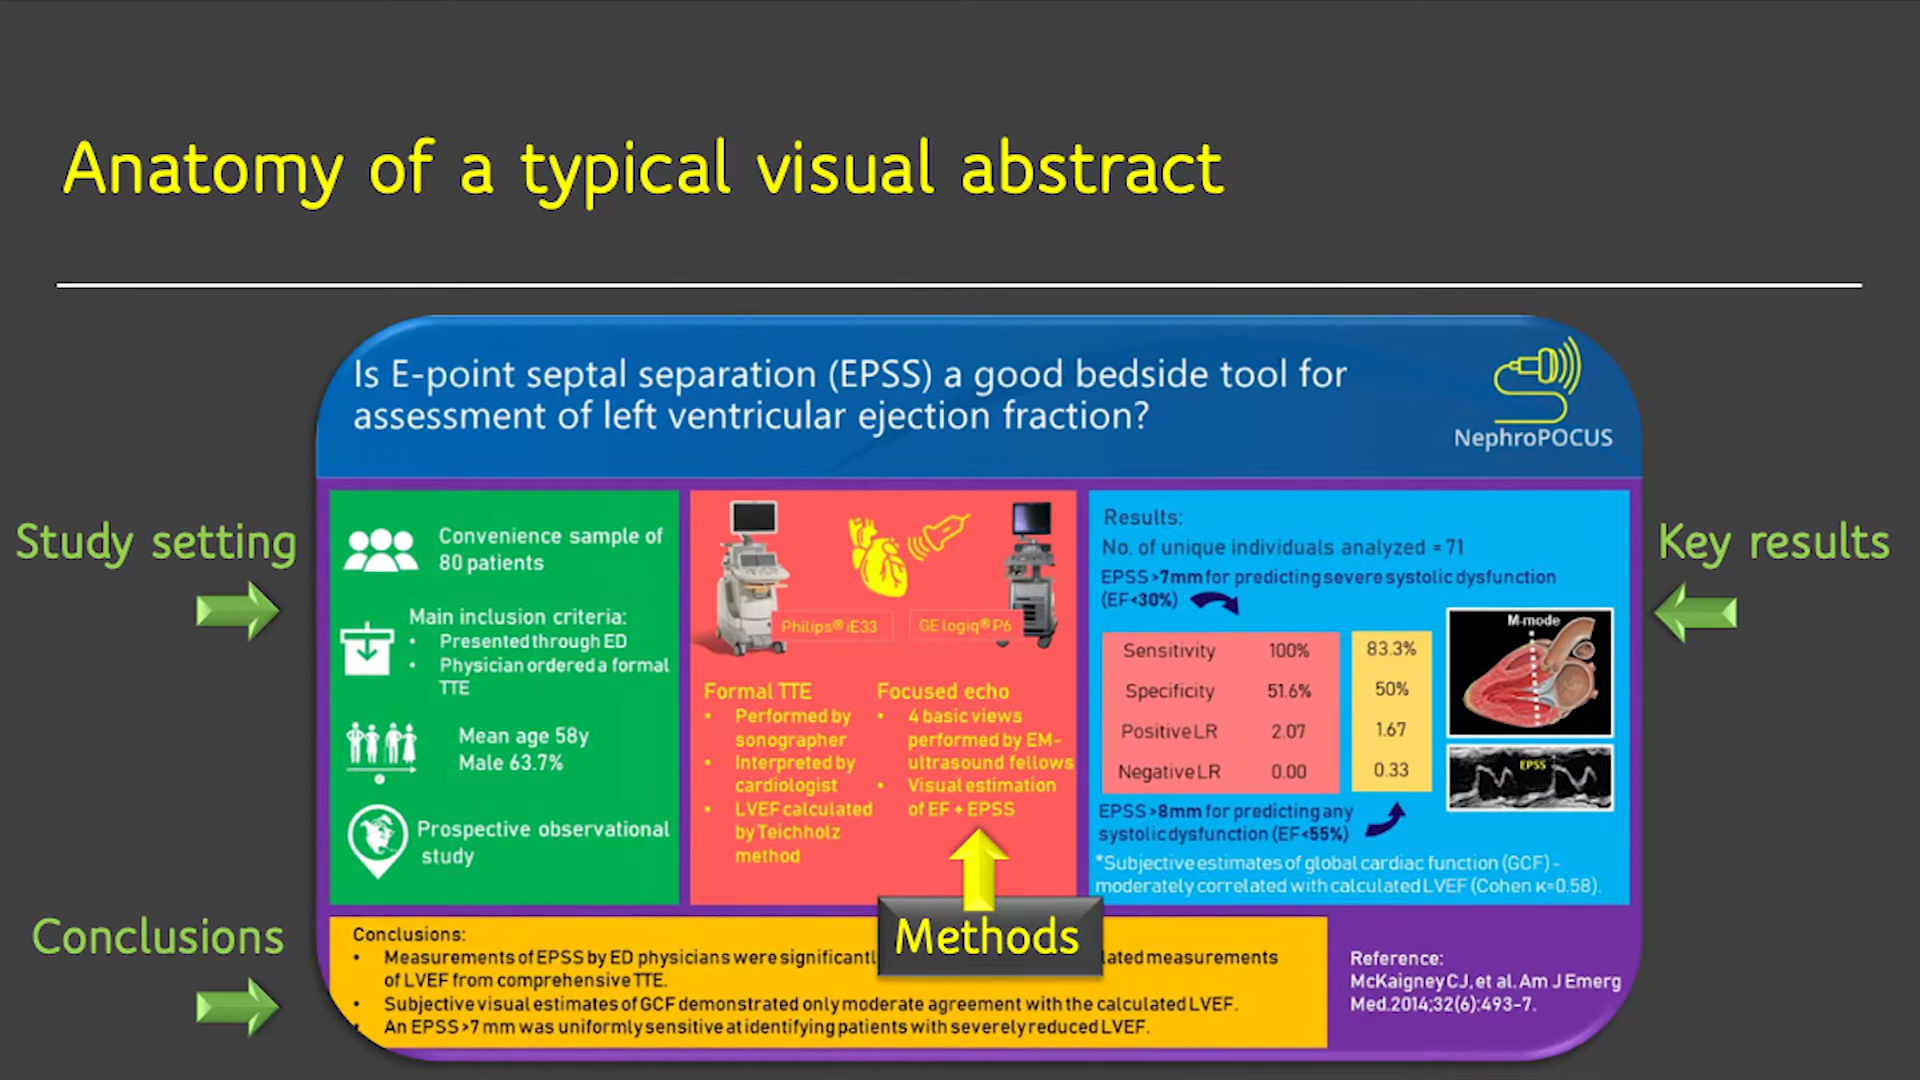 Anatomy of a typical visual abstract
Is E-point septal separation (EPSS) a good bedside tool for
assessment of left ventricular ejection fraction?
NephroPOCUS
Study setting
Convenience sample of
80 patients
Main inclusion criteria:
• Presented through ED
• Physician ordered a formal
TTE
Mean age 58y
Male 63.7%
Prospective observational
study
Philips® iE33
GE logiq® P6
Formal TTE
• Performed by
sonographer
• Interpreted by
cardiologist
• LVEF calculated
by Teichholz
method
Focused echo
• 4 basic views
performed by EM-
ultrasound fellows
• Visual estimation
of EF + EPSS
Methods
Key results
Results:
No. of unique individuals analyzed = 71
EPSS >7mm for predicting severe systolic dysfunction
(EF<30%)
Sensitivity 100% 83.3%
Specificity 51.6% 50%
Positive LR 2.07 1.67
Negative LR 0.00 0.33
M-mode
EPSS
EPSS >8mm for predicting any
systolic dysfunction (EF<55%)
*Subjective estimates of global cardiac function (GCF) -
moderately correlated with calculated LVEF (Cohen κ=0.58).
Conclusions
Conclusions:
• Measurements of EPSS by ED physicians were significantl lated measurements
of LVEF from comprehensive TTE.
• Subjective visual estimates of GCF demonstrated only moderate agreement with the calculated LVEF.
• An EPSS >7 mm was uniformly sensitive at identifying patients with severely reduced LVEF.
Reference:
McKaigney CJ, et al. Am J Emerg
Med.2014;32(6):493-7.